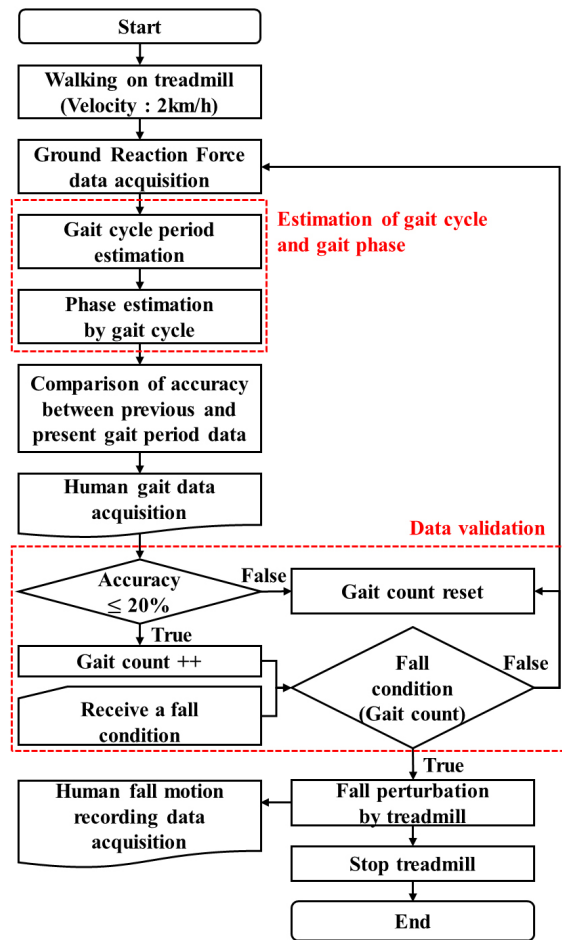 Start
Walking on treadmill
(Velocity : 2km/h)
Ground Reaction Force
data acquisition
Estimation of gait cycle
and gait phase
Gait cycle period
estimation
Phase estimation
by gait cycle
Comparison of accuracy
between previous and
present gait period data
Human gait data
acquisition
Data validation
Accuracy
≤ 20%
False
Gait count reset
True
Gait count ++
Fall
condition
(Gait count)
False
Receive a fall
condition
True
Human fall motion
recording data
acquisition
Fall perturbation
by treadmill
Stop treadmill
End